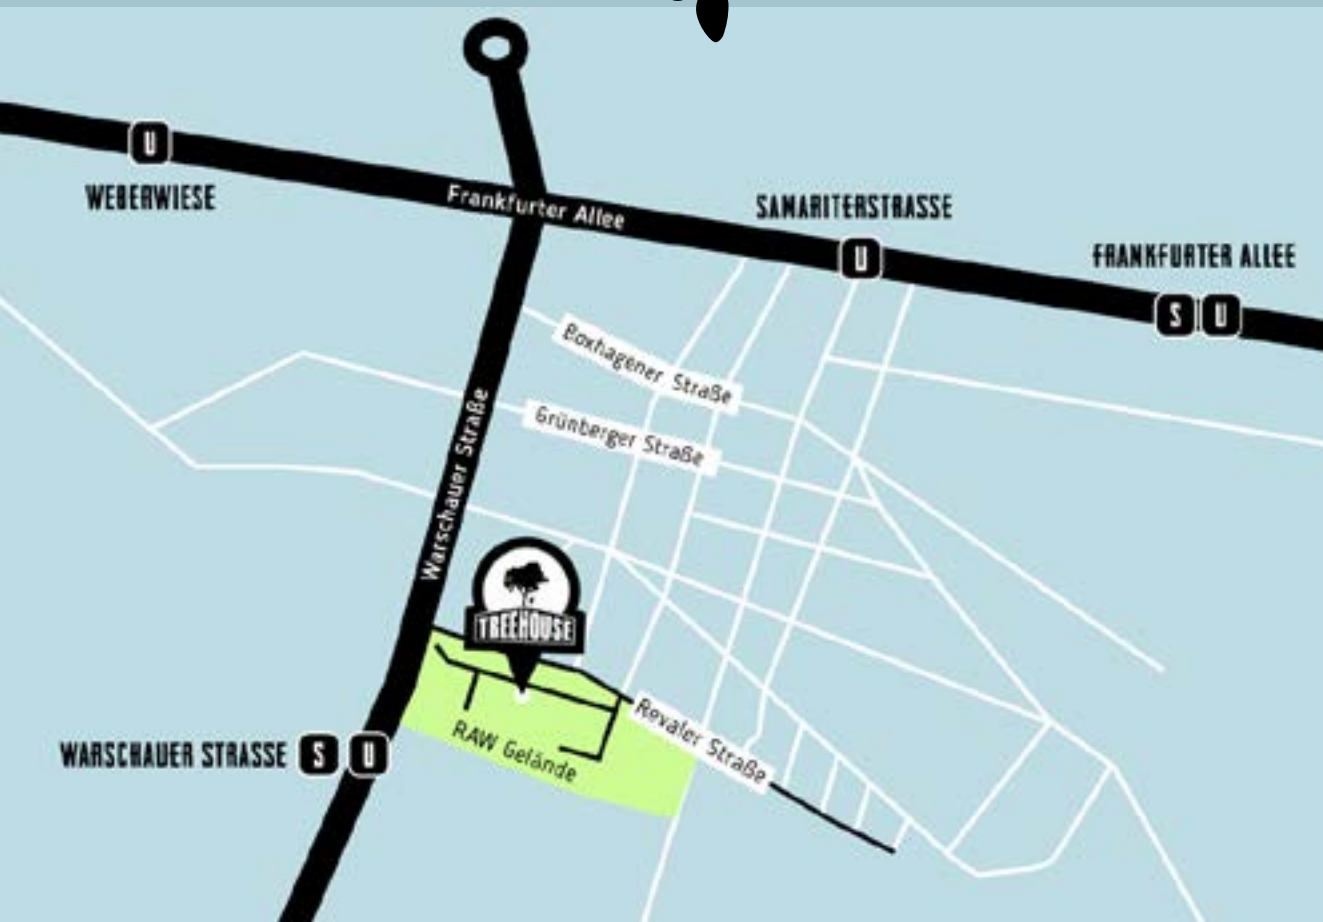 U
WEBERWIESE
Frankfurter Allee
SAMARITERSTRASSE
U
FRANKFURTER ALLEE
S U
Boxhagener Straße
Grünberger Straße
Warschauer Straße
TREEHOUSE
Revaler Straße
RAW Gelände
WARSCHAUER STRASSE S U